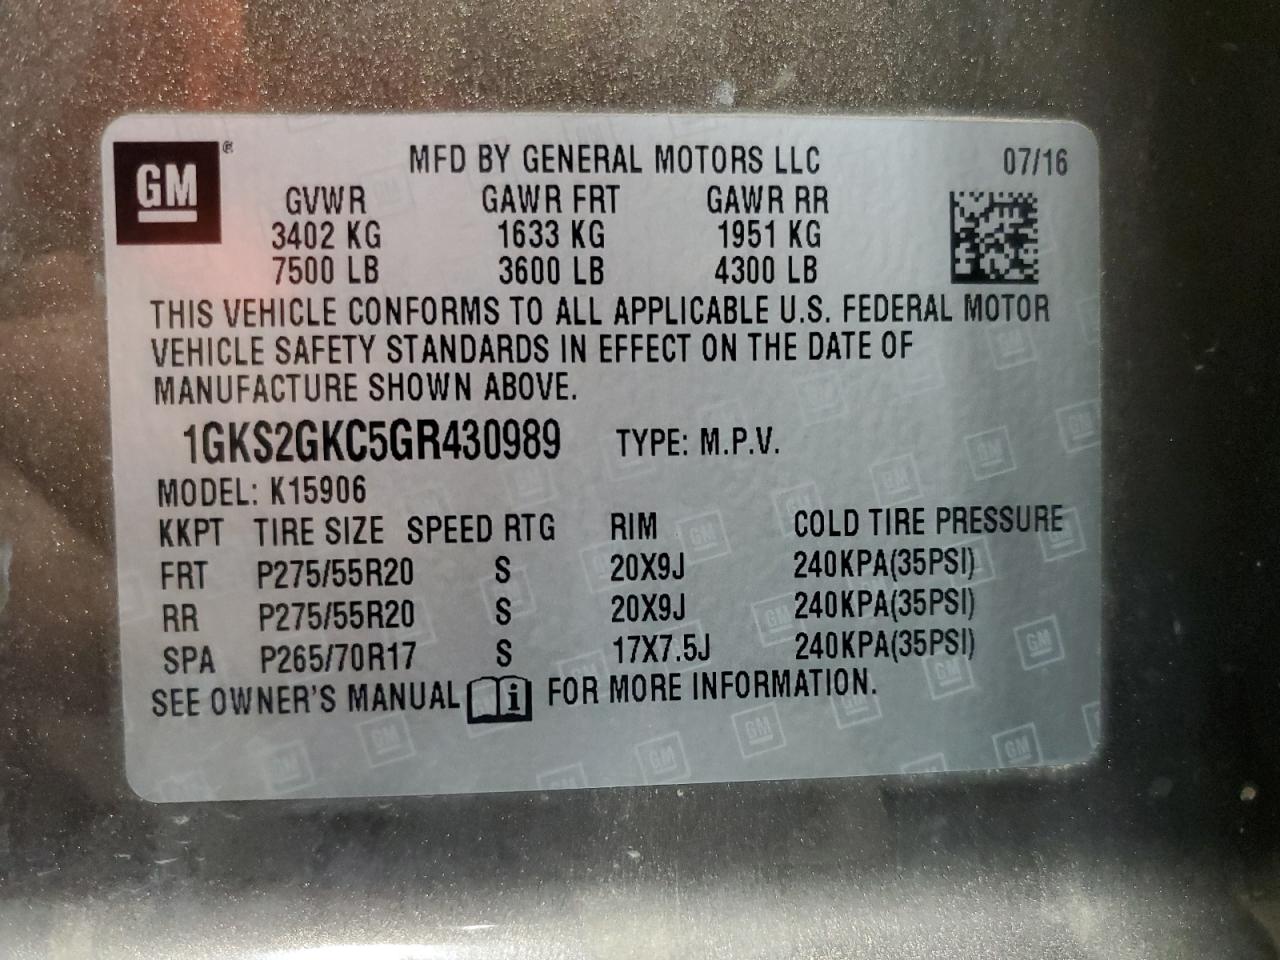 GM ® MFD BY GENERAL MOTORS LLC 07/16
GVWR GAWR FRT GAWR RR
3402 KG 1633 KG 1951 KG
7500 LB 3600 LB 4300 LB
THIS VEHICLE CONFORMS TO ALL APPLICABLE U.S. FEDERAL MOTOR
VEHICLE SAFETY STANDARDS IN EFFECT ON THE DATE OF
MANUFACTURE SHOWN ABOVE.
1GKS2GKC5GR430989 TYPE: M.P.V.
MODEL: K15906
KKPT TIRE SIZE SPEED RTG RIM COLD TIRE PRESSURE
FRT P275/55R20 S 20X9J 240KPA(35PSI)
RR P275/55R20 S 20X9J 240KPA(35PSI)
SPA P265/70R17 S 17X7.5J 240KPA(35PSI)
SEE OWNER'S MANUAL i FOR MORE INFORMATION.